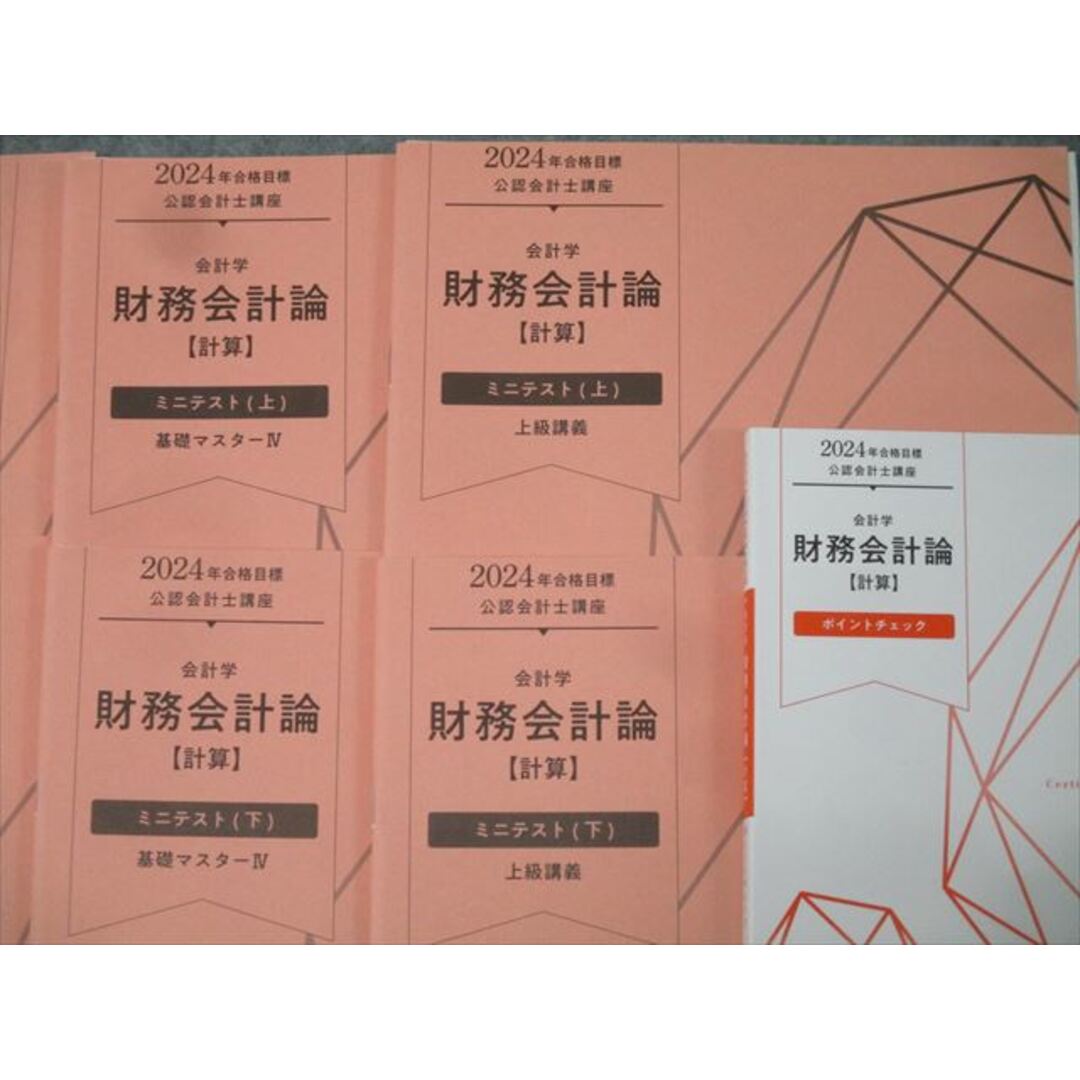 2024年合格目標
公認会計士講座
会計学
財務会計論
【計算】
ミニテスト(上)
基礎マスターⅣ
2024年合格目標
公認会計士講座
会計学
財務会計論
【計算】
ミニテスト(上)
上級講義
2024年合格目標
公認会計士講座
会計学
財務会計論
【計算】
ポイントチェック
2024年合格目標
公認会計士講座
会計学
財務会計論
【計算】
ミニテスト(下)
基礎マスターⅣ
2024年合格目標
公認会計士講座
会計学
財務会計論
【計算】
ミニテスト(下)
上級講義
Certi